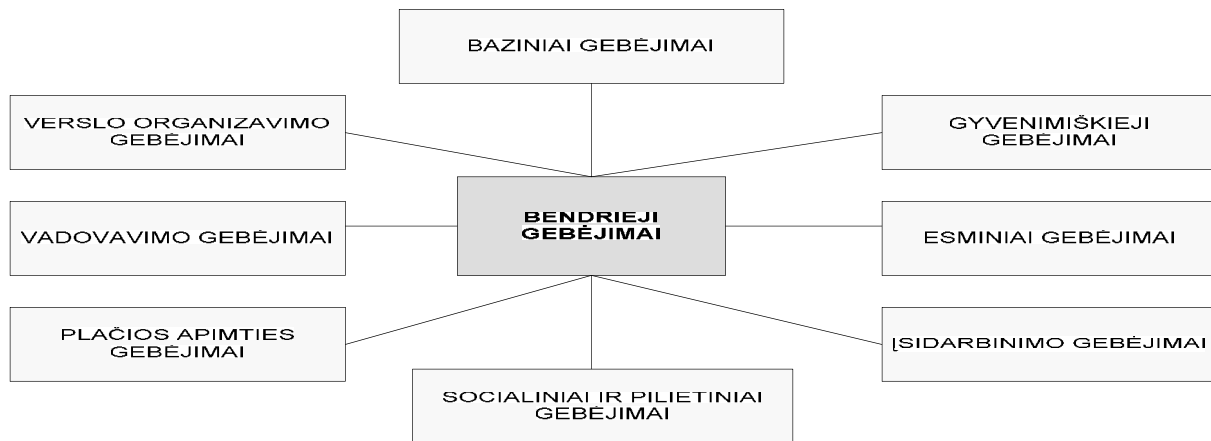 BAZINIAI GEBĖJIMAI
VERSLO ORGANIZAVIMO
GEBĖJIMAI
GYVENIMIŠKIEJI
GEBĖJIMAI
BENDRIEJI
GEBĖJIMAI
VADOVAVIMO GEBĖJIMAI
ESMINIAI GEBĖJIMAI
PLAČIOS APIMTIES
GEBĖJIMAI
ĮSIDARBINIMO GEBĖJIMAI
SOCIALINIAI IR PILIETINIAI
GEBĖJIMAI